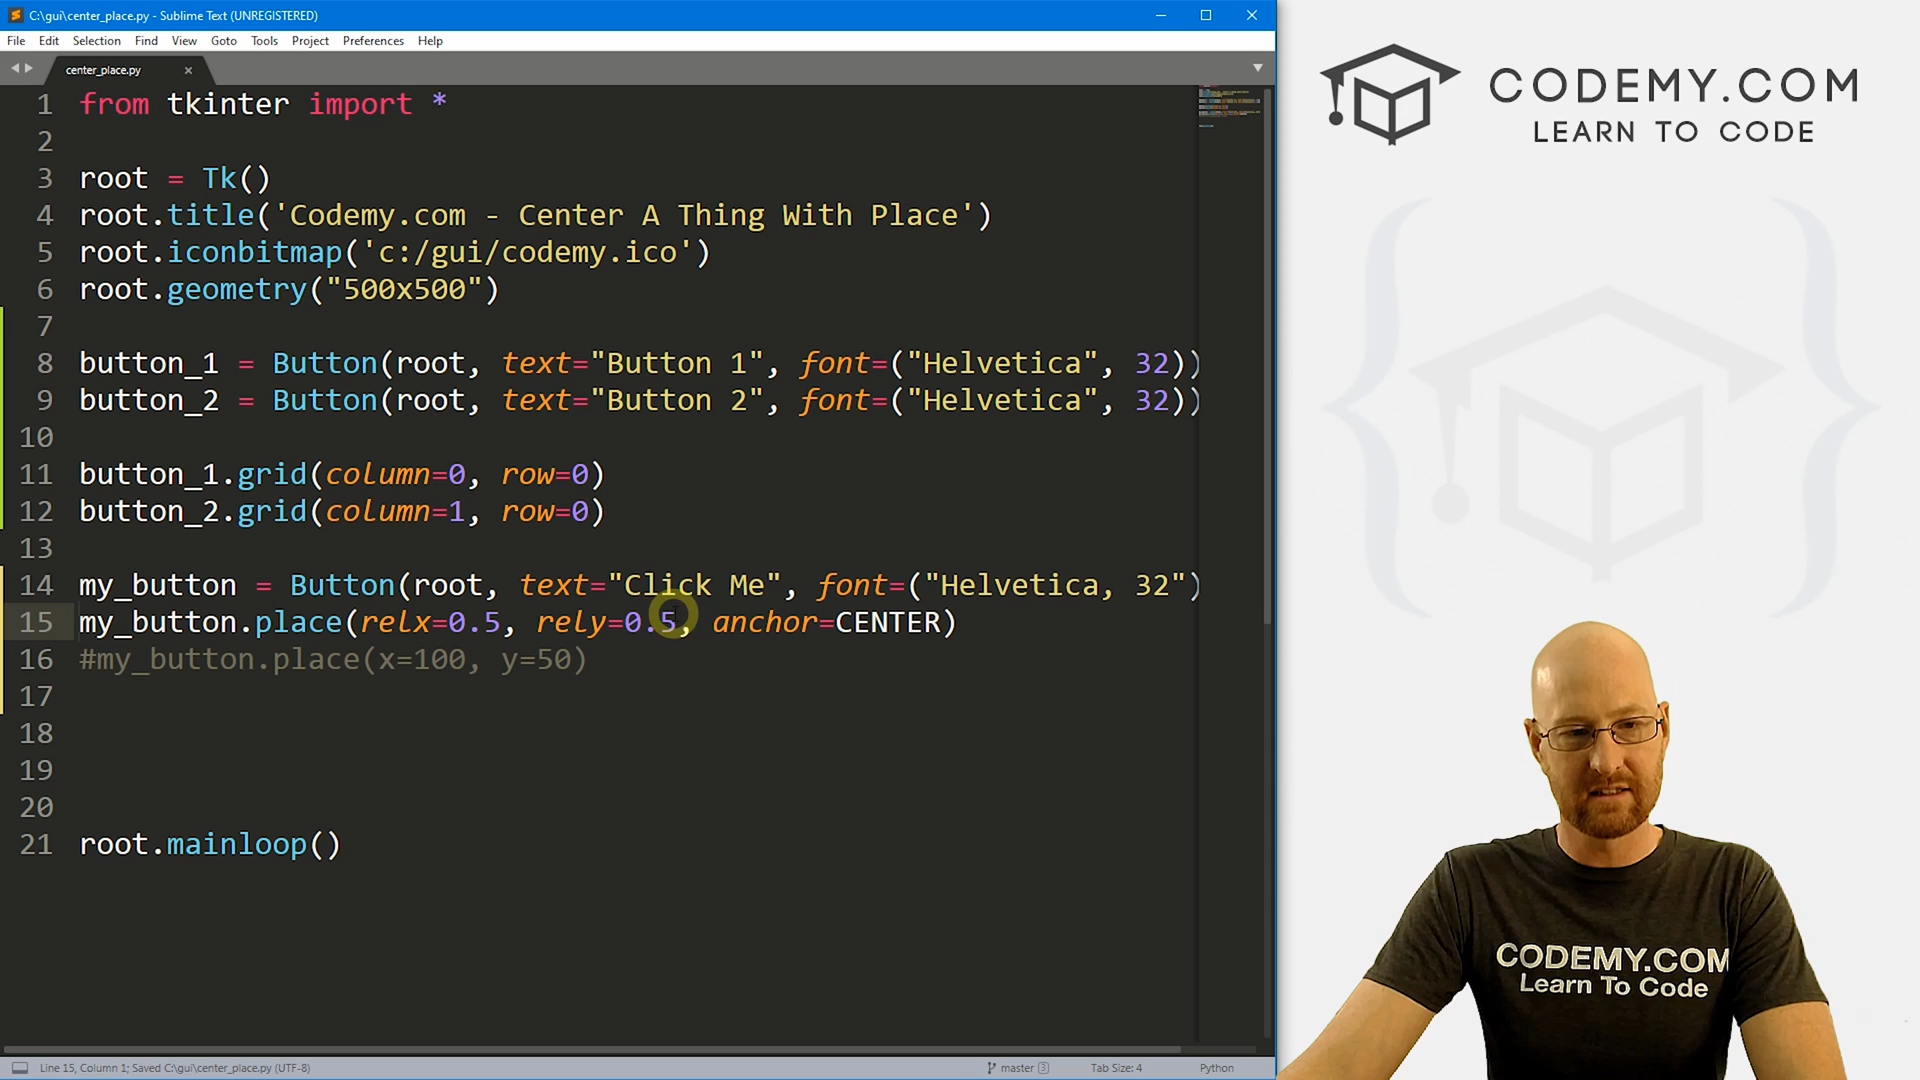 C:\gui\center_place.py - Sublime Text (UNREGISTERED)
File Edit Selection Find View Goto Tools Project Preferences Help
center_place.py
1 from tkinter import *
2
3 root = Tk()
4 root.title('Codemy.com - Center A Thing With Place')
5 root.iconbitmap('c:/gui/codemy.ico')
6 root.geometry("500x500")
7
8 button_1 = Button(root, text="Button 1", font=("Helvetica", 32))
9 button_2 = Button(root, text="Button 2", font=("Helvetica", 32))
10
11 button_1.grid(column=0, row=0)
12 button_2.grid(column=1, row=0)
13
14 my_button = Button(root, text="Click Me", font=("Helvetica, 32")
15 my_button.place(relx=0.5, rely=0.5, anchor=CENTER)
16 #my_button.place(x=100, y=50)
17
18
19
20
21 root.mainloop()
Line 15, Column 1; Saved C:\gui\center_place.py (UTF-8)
master 3
Tab Size: 4
Python
CODEMY.COM
LEARN TO CODE
CODEMY.COM
Learn To Code